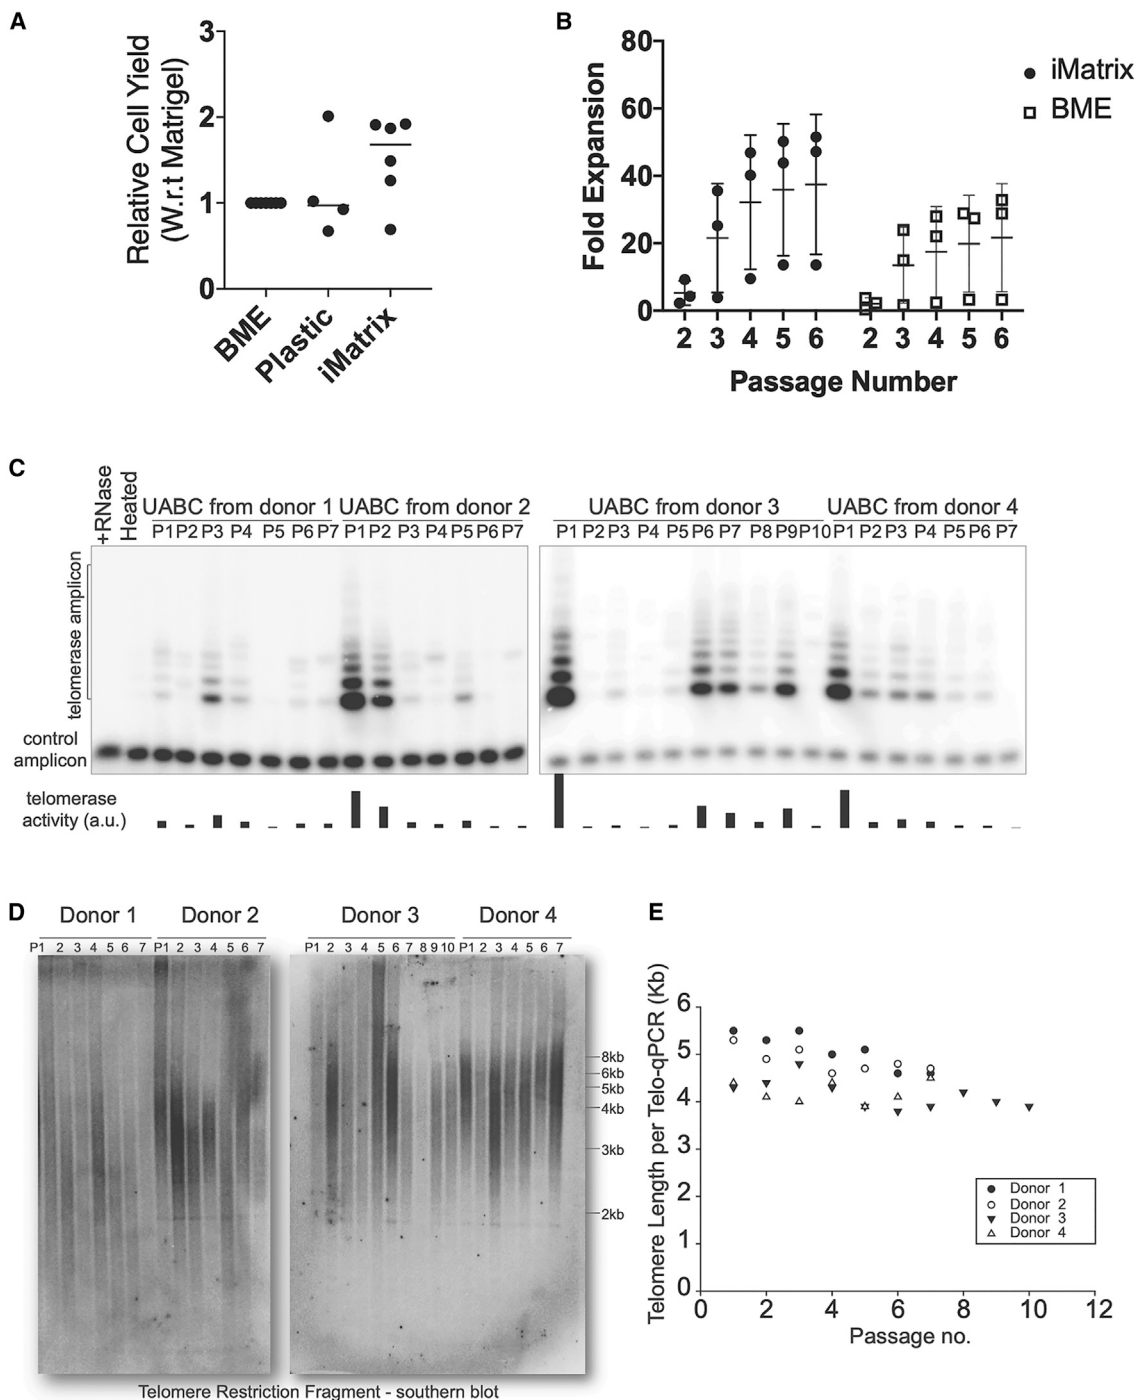 A
Relative Cell Yield
(W.r.t Matrigel)
3
2
1
0
BME
Plastic
iMatrix
B
Fold Expansion
80
60
40
20
0
2 3 4 5 6 2 3 4 5 6
Passage Number
iMatrix
BME
C
+RNase
Heated
UABC from donor 1 UABC from donor 2 UABC from donor 3 UABC from donor 4
P1 P2 P3 P4 P5 P6 P7 P1 P2 P3 P4 P5 P6 P7 P1 P2 P3 P4 P5 P6 P7 P8 P9 P10 P1 P2 P3 P4 P5 P6 P7
telomerase amplicon
control
amplicon
telomerase
activity (a.u.)
D
Donor 1 Donor 2 Donor 3 Donor 4
P1 2 3 4 5 6 7 P1 2 3 4 5 6 7 P1 2 3 4 5 6 7 8 9 10 P1 2 3 4 5 6 7
8kb
6kb
5kb
4kb
3kb
2kb
Telomere Restriction Fragment - southern blot
E
Telomere Length per Telo-qPCR (Kb)
6
5
4
3
2
1
0
0 2 4 6 8 10 12
Passage no.
Donor 1
Donor 2
Donor 3
Donor 4